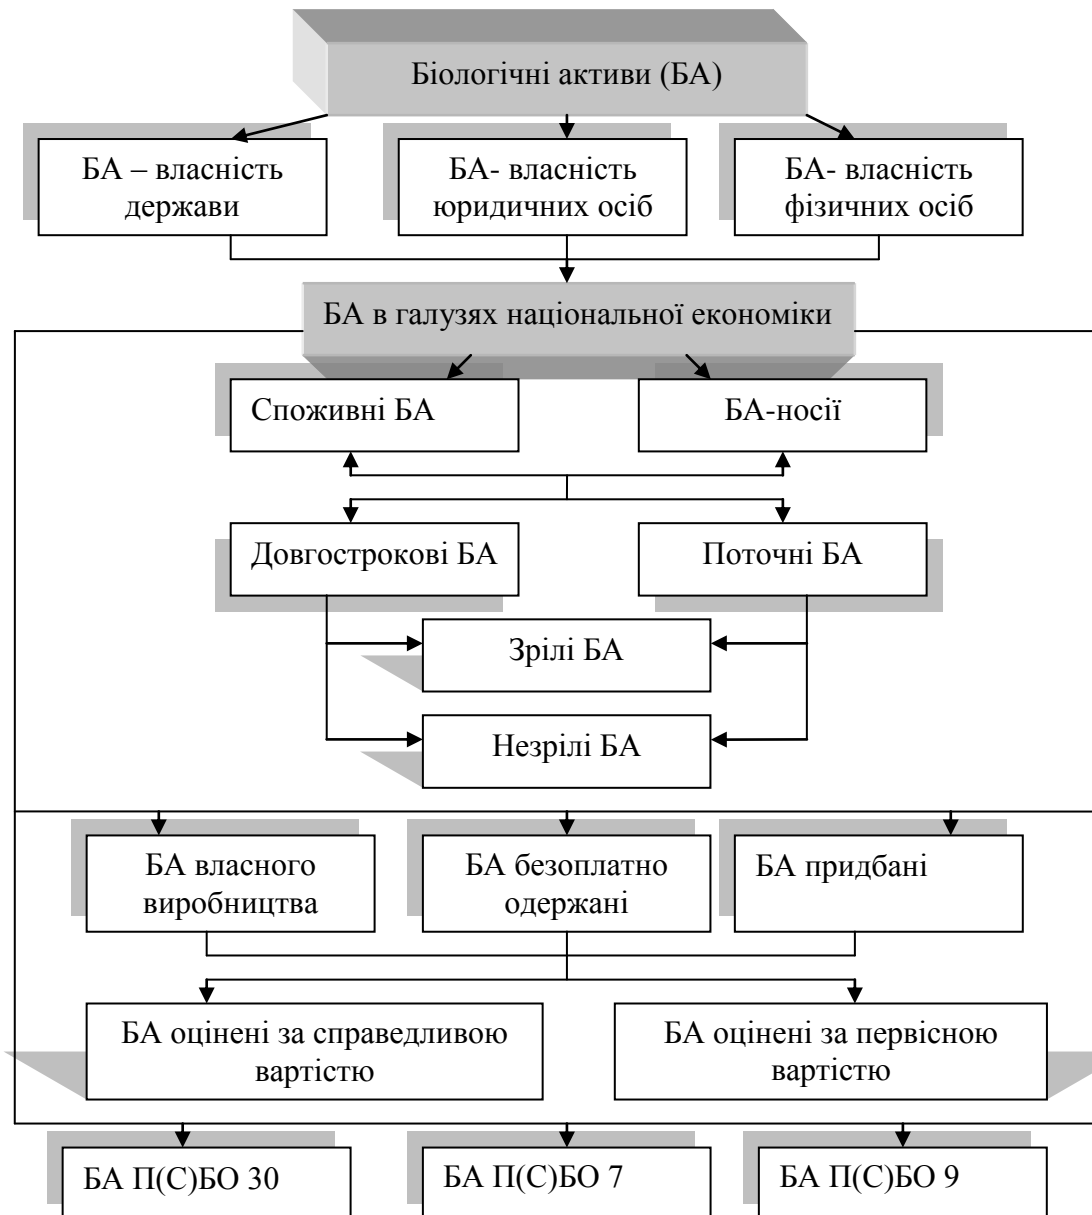 Біологічні активи (БА)
БА – власність
держави
БА- власність
юридичних осіб
БА- власність
фізичних осіб
БА в галузях національної економіки
Споживні БА
БА-носії
Довгострокові БА
Поточні БА
Зрілі БА
Незрілі БА
БА власного
виробництва
БА безоплатно
одержані
БА придбані
БА оцінені за справедливою
вартістю
БА оцінені за первісною
вартістю
БА П(С)БО 30
БА П(С)БО 7
БА П(С)БО 9